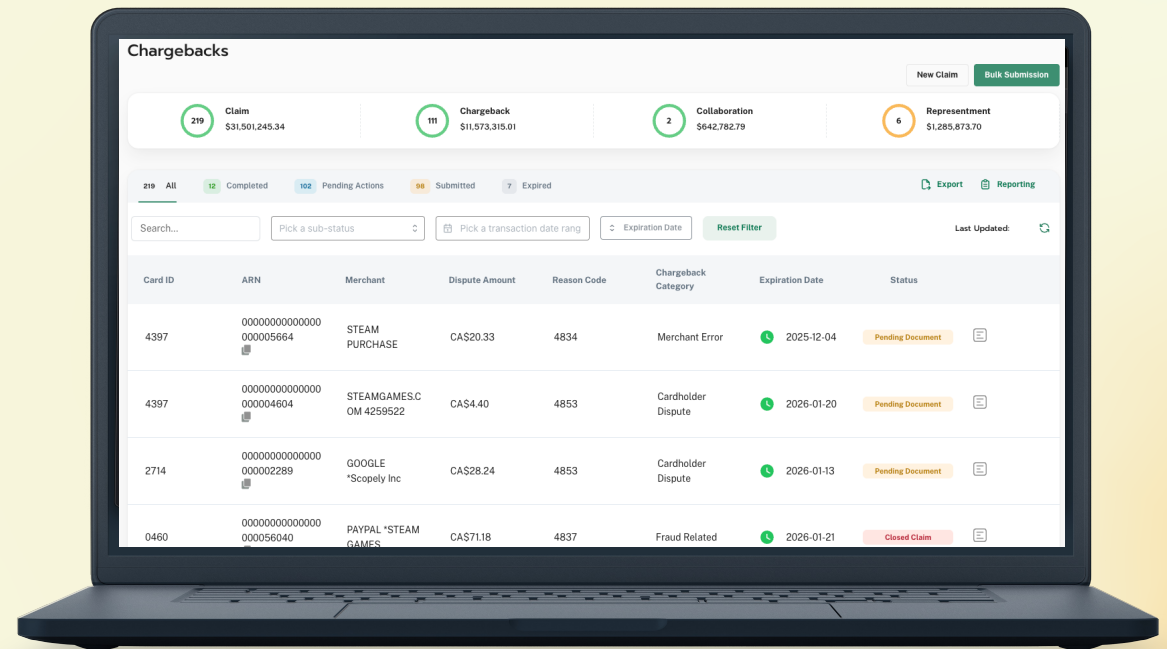 Chargebacks
New Claim
Bulk Submission
219
Claim
$31,501,245.34
111
Chargeback
$11,573,315.01
2
Collaboration
$642,782.79
6
Representment
$1,285,873.70
219 All
12 Completed
102 Pending Actions
98 Submitted
7 Expired
Export
Reporting
Search...
Pick a sub-status
Pick a transaction date rang
Expiration Date
Reset Filter
Last Updated:
Card ID
ARN
Merchant
Dispute Amount
Reason Code
Chargeback
Category
Expiration Date
Status
4397
00000000000000
000005664
STEAM
PURCHASE
CA$20.33
4834
Merchant Error
2025-12-04
Pending Document
4397
00000000000000
000004604
STEAMGAMES.C
OM 4259522
CA$4.40
4853
Cardholder
Dispute
2026-01-20
Pending Document
2714
00000000000000
000002289
GOOGLE
*Scopely Inc
CA$28.24
4853
Cardholder
Dispute
2026-01-13
Pending Document
0460
00000000000000
000056040
PAYPAL *STEAM
GAMES
CA$71.18
4837
Fraud Related
2026-01-21
Closed Claim